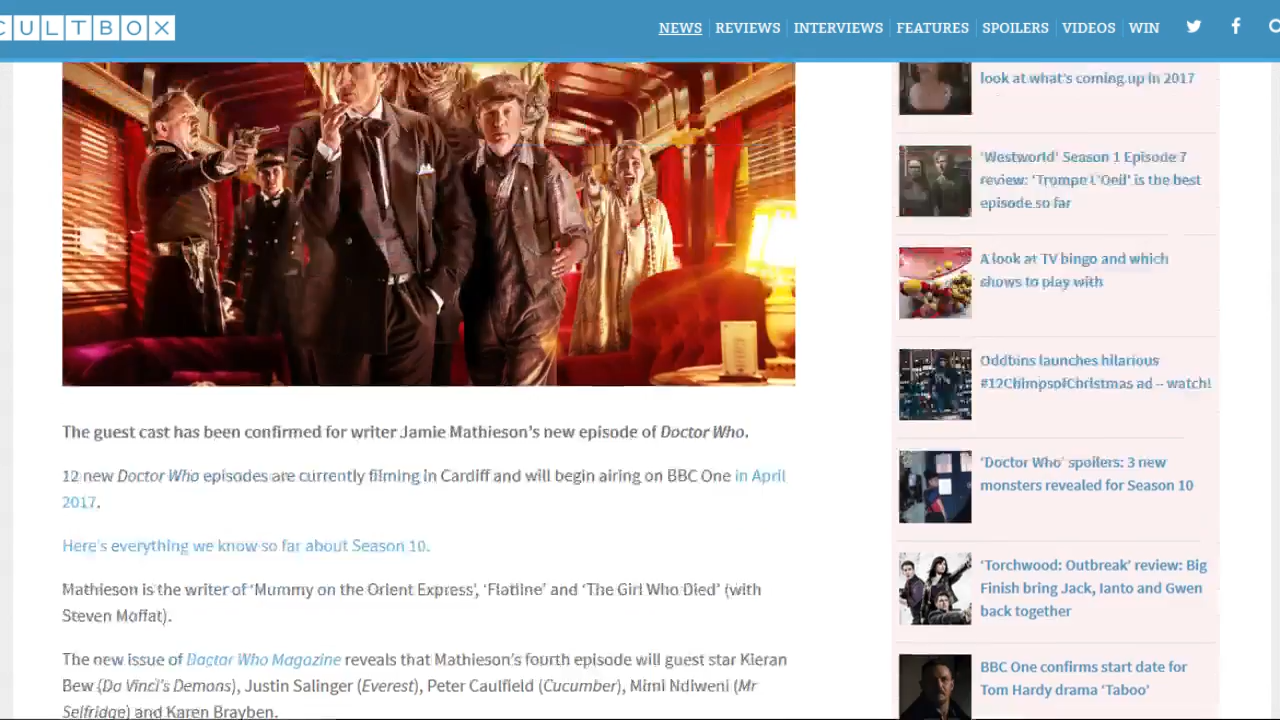 CULTBOX
NEWS REVIEWS INTERVIEWS FEATURES SPOILERS VIDEOS WIN
The guest cast has been confirmed for writer Jamie Mathieson's new episode of Doctor Who.
12 new Doctor Who episodes are currently filming in Cardiff and will begin airing on BBC One in April
2017.
Here's everything we know so far about Season 10.
Mathieson is the writer of 'Mummy on the Orient Express', 'Flatline' and 'The Girl Who Died' (with
Steven Moffat).
The new issue of Doctor Who Magazine reveals that Mathieson's fourth episode will guest star Kieran
Bew (Da Vinci's Demons), Justin Salinger (Everest), Peter Caulfield (Cucumber), Mimi Ndiweni (Mr
Selfridge) and Karen Brayben.
look at what's coming up in 2017
'Westworld' Season 1 Episode 7
review: 'Trompe L'Oeil' is the best
episode so far
A look at TV bingo and which
shows to play with
Oddbins launches hilarious
#12ChimpsofChristmas ad – watch!
'Doctor Who' spoilers: 3 new
monsters revealed for Season 10
'Torchwood: Outbreak' review: Big
Finish bring Jack, Ianto and Gwen
back together
BBC One confirms start date for
Tom Hardy drama 'Taboo'